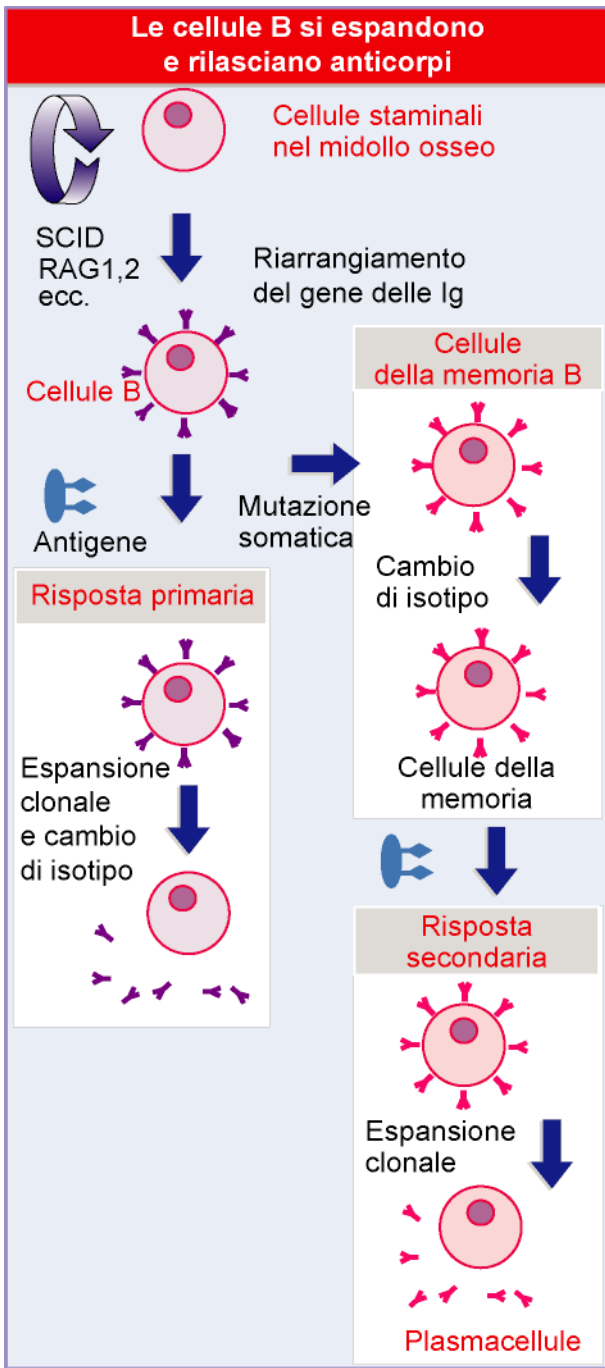 Le cellule B si espandono
e rilasciano anticorpi
Cellule staminali
nel midollo osseo
SCID
RAG1,2
ecc.
Riarrangiamento
del gene delle Ig
Cellule B
Antigene
Mutazione
somatica
Risposta primaria
Espansione
clonale
e cambio
di isotipo
Cellule
della memoria B
Cambio
di isotipo
Cellule della
memoria
Risposta
secondaria
Espansione
clonale
Plasmacellule